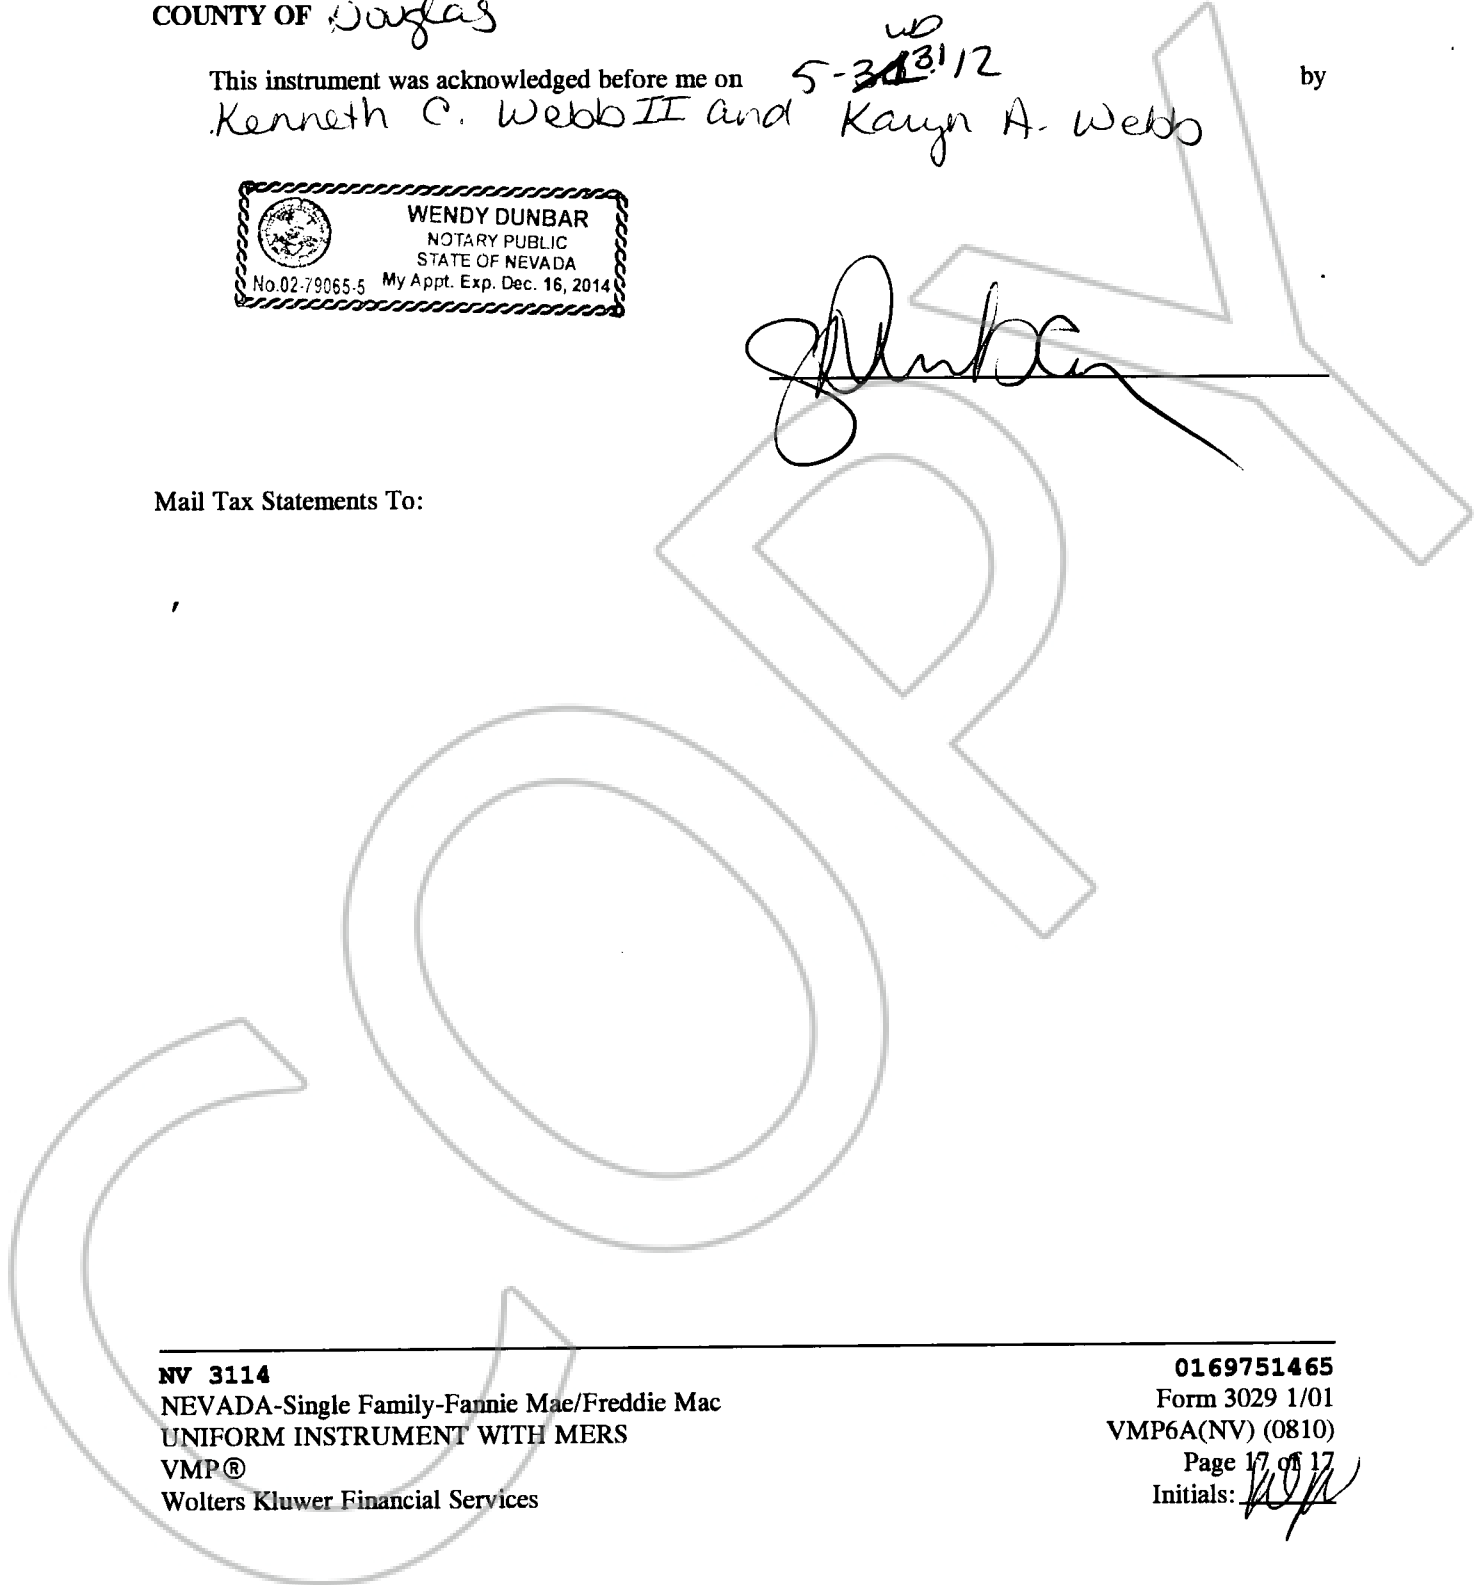 COUNTY OF Douglas
WD
This instrument was acknowledged before me on 5-31 12 by
Kenneth C. Webb II and Karyn A. Webb
WENDY DUNBAR
NOTARY PUBLIC
STATE OF NEVADA
No.02-79065-5 My Appt. Exp. Dec. 16, 2014
Mail Tax Statements To:
,
COPY
NV 3114 0169751465
NEVADA-Single Family-Fannie Mae/Freddie Mac Form 3029 1/01
UNIFORM INSTRUMENT WITH MERS VMP6A(NV) (0810)
VMP® Page 17 of 17
Wolters Kluwer Financial Services Initials: